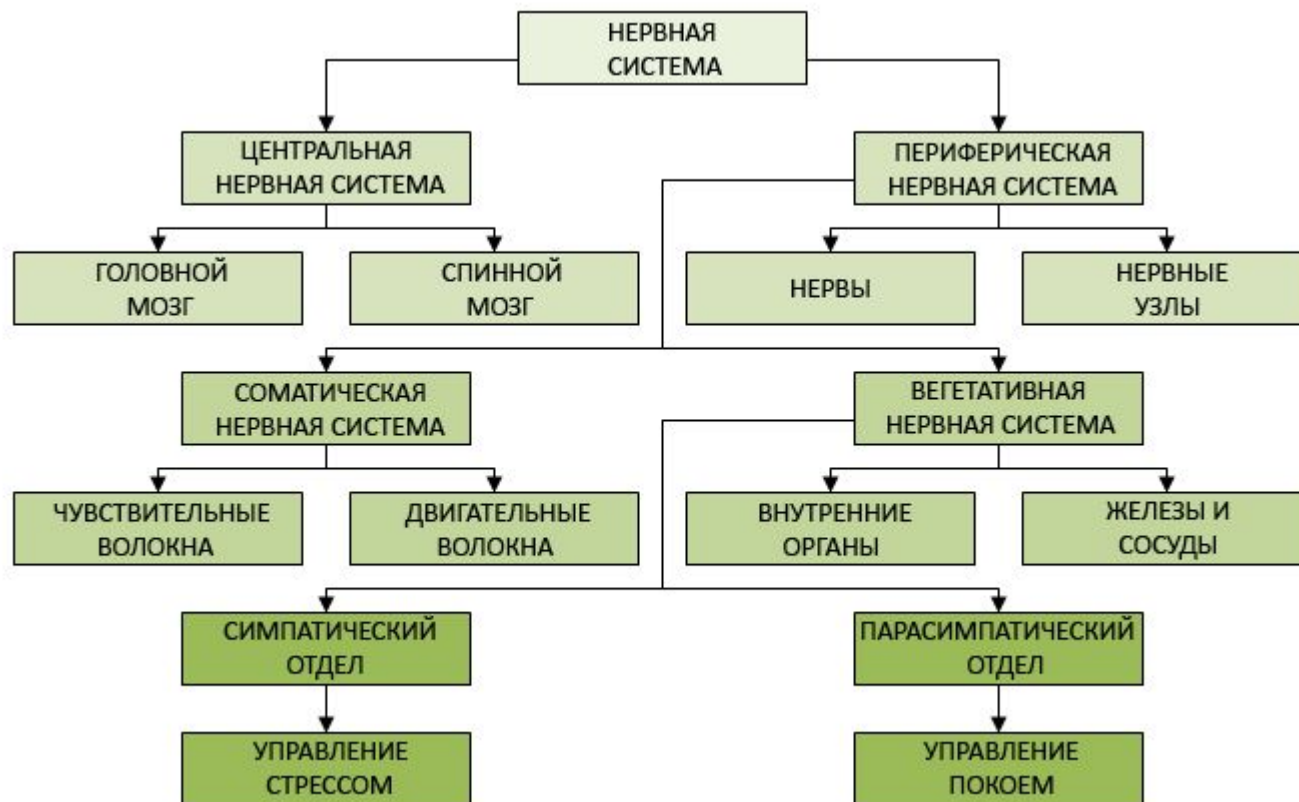 НЕРВНАЯ
СИСТЕМА
ЦЕНТРАЛЬНАЯ
НЕРВНАЯ СИСТЕМА
ПЕРИФЕРИЧЕСКАЯ
НЕРВНАЯ СИСТЕМА
ГОЛОВНОЙ
МОЗГ
СПИННОЙ
МОЗГ
НЕРВЫ
НЕРВНЫЕ
УЗЛЫ
СОМАТИЧЕСКАЯ
НЕРВНАЯ СИСТЕМА
ВЕГЕТАТИВНАЯ
НЕРВНАЯ СИСТЕМА
ЧУВСТВИТЕЛЬНЫЕ
ВОЛОКНА
ДВИГАТЕЛЬНЫЕ
ВОЛОКНА
ВНУТРЕННИЕ
ОРГАНЫ
ЖЕЛЕЗЫ И
СОСУДЫ
СИМПАТИЧЕСКИЙ
ОТДЕЛ
ПАРАСИМПАТИЧЕСКИЙ
ОТДЕЛ
УПРАВЛЕНИЕ
СТРЕССОМ
УПРАВЛЕНИЕ
ПОКОЕМ